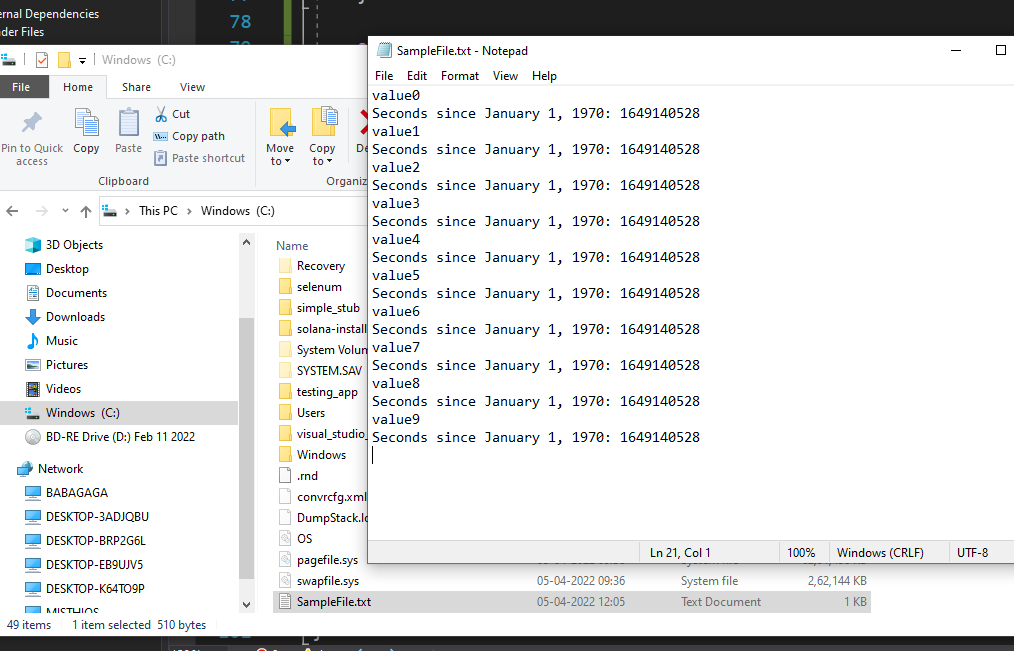 ernal Dependencies
der Files
78
Windows (C:)
File Home Share View
Pin to Quick access
Copy
Paste
Cut
Copy path
Paste shortcut
Move to
Copy to
De
Clipboard
Organiz
This PC > Windows (C:)
3D Objects
Desktop
Documents
Downloads
Music
Pictures
Videos
Windows (C:)
BD-RE Drive (D:) Feb 11 2022
Network
BABAGAGA
DESKTOP-3ADJQBU
DESKTOP-BRP2G6L
DESKTOP-EB9UJV5
DESKTOP-K64TO9P
MISTHIOS
Name
Recovery
selenum
simple_stub
solana-install
System Volun
SYSTEM.SAV
testing_app
Users
visual_studio_
Windows
.rnd
convrcfg.xml
DumpStack.lo
OS
pagefile.sys
swapfile.sys 05-04-2022 09:36 System file 2,62,144 KB
SampleFile.txt 05-04-2022 12:05 Text Document 1 KB
49 items 1 item selected 510 bytes
SampleFile.txt - Notepad
File Edit Format View Help
value0
Seconds since January 1, 1970: 1649140528
value1
Seconds since January 1, 1970: 1649140528
value2
Seconds since January 1, 1970: 1649140528
value3
Seconds since January 1, 1970: 1649140528
value4
Seconds since January 1, 1970: 1649140528
value5
Seconds since January 1, 1970: 1649140528
value6
Seconds since January 1, 1970: 1649140528
value7
Seconds since January 1, 1970: 1649140528
value8
Seconds since January 1, 1970: 1649140528
value9
Seconds since January 1, 1970: 1649140528
Ln 21, Col 1 100% Windows (CRLF) UTF-8